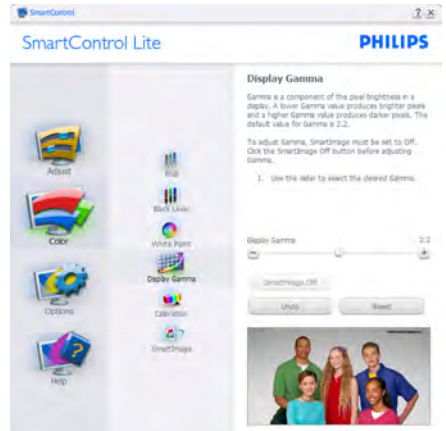 SmartControl
SmartControl Lite
PHILIPS
Adjust
Color
Options
Help
RGB
Black Level
White Point
Display Gamma
Calibration
SmartImage
Display Gamma
Gamma is a component of the pixel brightness in a
display. A lower Gamma value produces brighter pixels
and a higher Gamma value produces darker pixels. The
default value for Gamma is 2.2.
To adjust Gamma, SmartImage must be set to Off.
Click the SmartImage Off button before adjusting
Gamma.
1. Use the slider to select the desired Gamma.
Display Gamma 2.2
SmartImage Off
Undo Reset